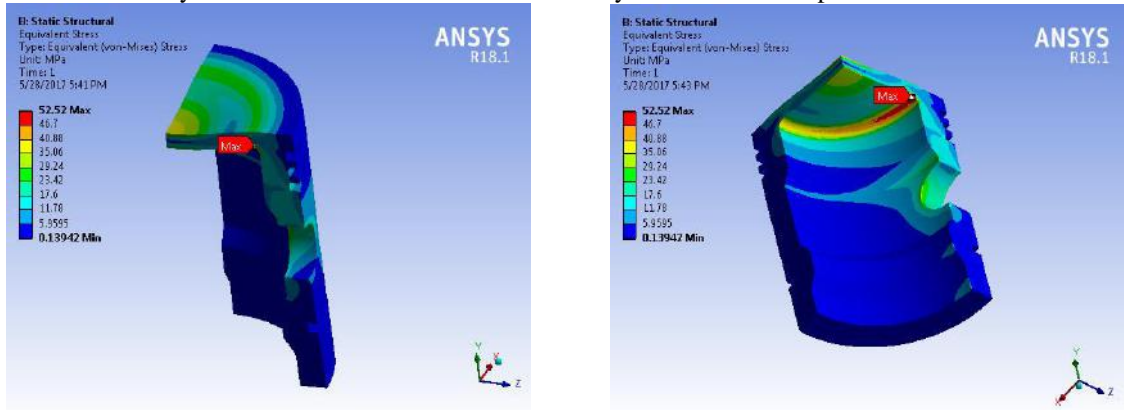 B: Static Structural
Equivalent Stress
Type: Equivalent (von-Mises) Stress
Unit: MPa
Time: 1
5/28/2017 5:41 PM
52.52 Max
46.7
40.88
35.06
29.24
23.42
17.6
11.78
5.9595
0.13942 Min
ANSYS
R18.1
Max
Y
X
Z
B: Static Structural
Equivalent Stress
Type: Equivalent (von-Mises) Stress
Unit: MPa
Time: 1
5/28/2017 5:43 PM
52.52 Max
46.7
40.88
35.06
29.24
23.42
17.6
11.78
5.9595
0.13942 Min
ANSYS
R18.1
Max
Y
X
Z